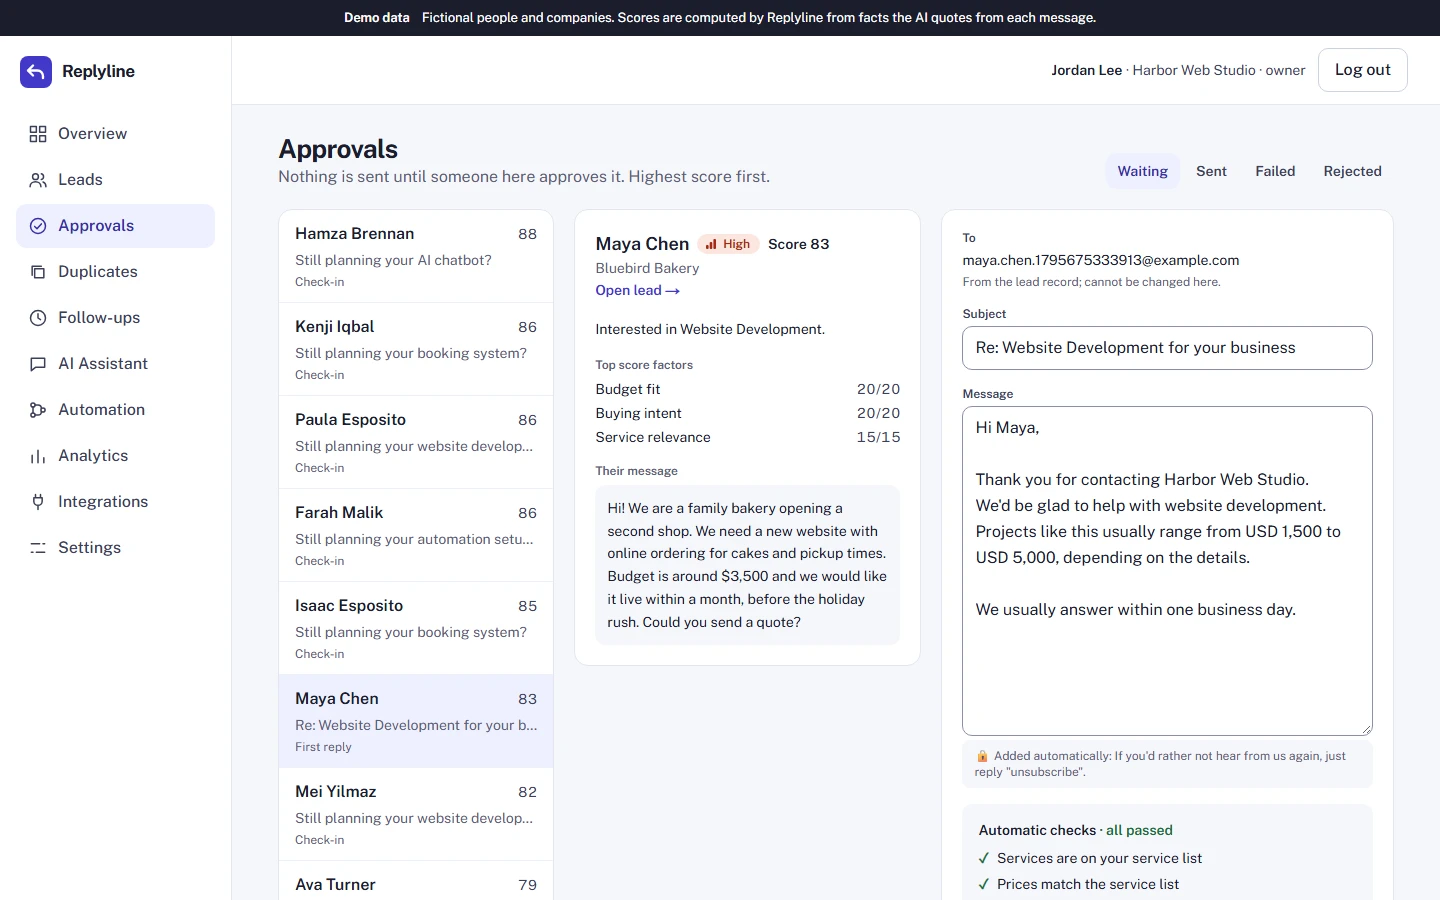 Demo data Fictional people and companies. Scores are computed by Replyline from facts the AI quotes from each message.
Replyline
Jordan Lee · Harbor Web Studio · owner
Log out
Overview
Leads
Approvals
Duplicates
Follow-ups
AI Assistant
Automation
Analytics
Integrations
Settings
Approvals
Nothing is sent until someone here approves it. Highest score first.
Waiting
Sent
Failed
Rejected
Hamza Brennan 88
Still planning your AI chatbot?
Check-in
Kenji Iqbal 86
Still planning your booking system?
Check-in
Paula Esposito 86
Still planning your website develop...
Check-in
Farah Malik 86
Still planning your automation setu...
Check-in
Isaac Esposito 85
Still planning your booking system?
Check-in
Maya Chen 83
Re: Website Development for your b...
First reply
Mei Yilmaz 82
Still planning your website develop...
Check-in
Ava Turner 79
Maya Chen High Score 83
Bluebird Bakery
Open lead →
Interested in Website Development.
Top score factors
Budget fit 20/20
Buying intent 20/20
Service relevance 15/15
Their message
Hi! We are a family bakery opening a
second shop. We need a new website with
online ordering for cakes and pickup times.
Budget is around $3,500 and we would like
it live within a month, before the holiday
rush. Could you send a quote?
To
maya.chen.1795675333913@example.com
From the lead record; cannot be changed here.
Subject
Re: Website Development for your business
Message
Hi Maya,
Thank you for contacting Harbor Web Studio.
We'd be glad to help with website development.
Projects like this usually range from USD 1,500 to
USD 5,000, depending on the details.
We usually answer within one business day.
🔒 Added automatically: If you'd rather not hear from us again, just
reply "unsubscribe".
Automatic checks · all passed
✓ Services are on your service list
✓ Prices match the service list